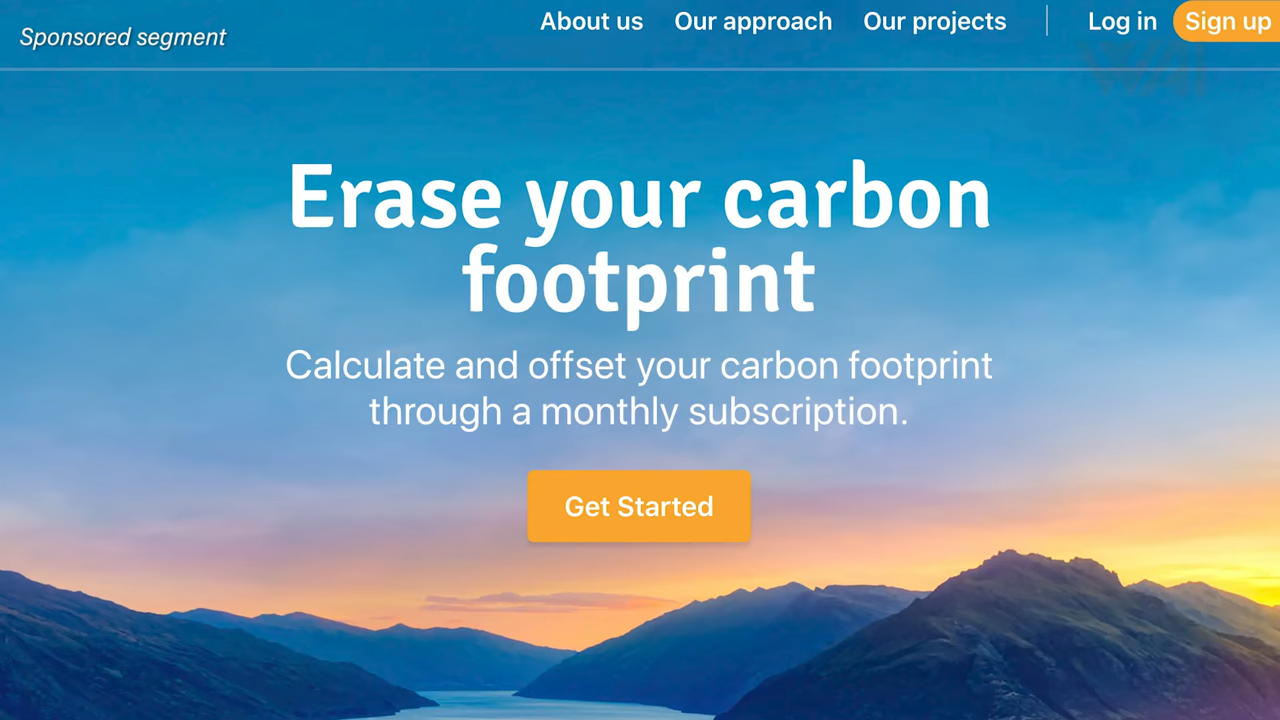 Sponsored segment
About us Our approach Our projects Log in Sign up
Erase your carbon
footprint
Calculate and offset your carbon footprint
through a monthly subscription.
Get Started